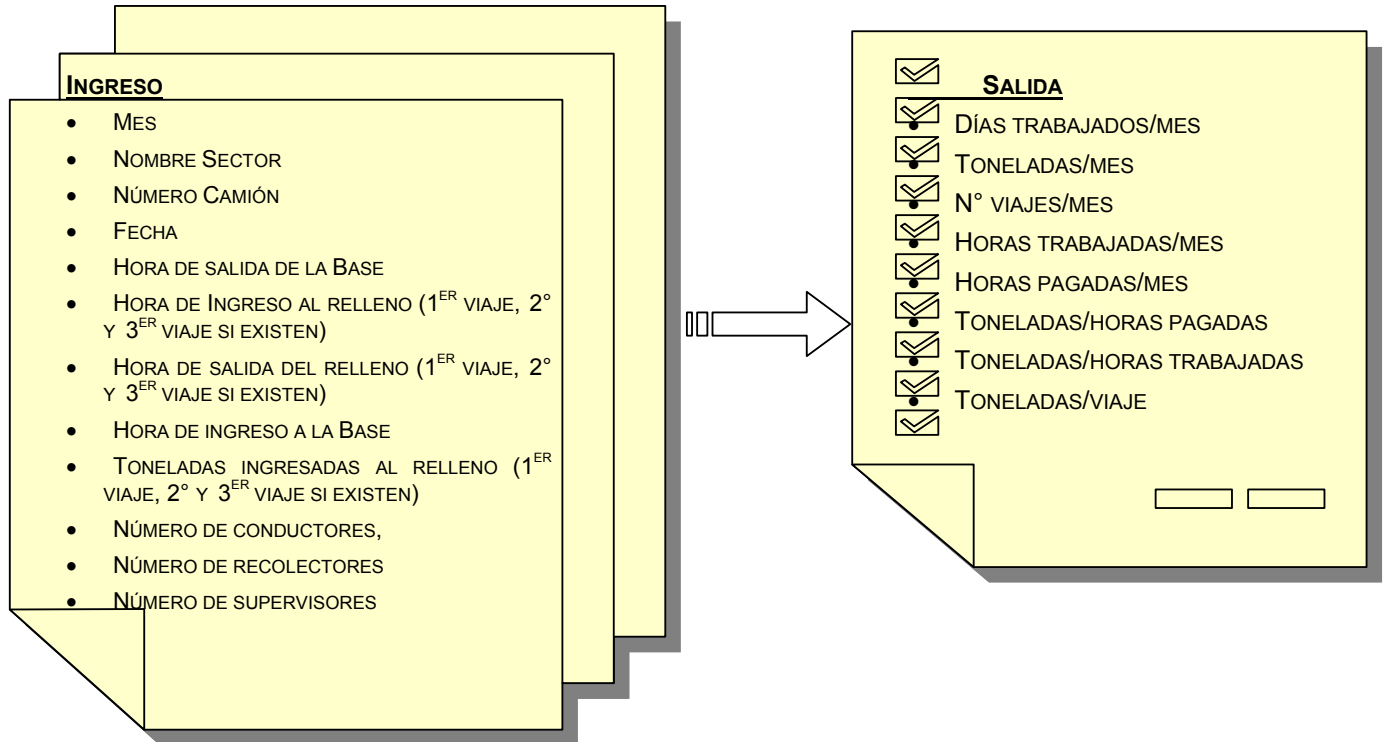 INGRESO
• MES
• NOMBRE SECTOR
• NÚMERO CAMIÓN
• FECHA
• HORA DE SALIDA DE LA BASE
• HORA DE INGRESO AL RELLENO (1ER VIAJE, 2°
Y 3ER VIAJE SI EXISTEN)
• HORA DE SALIDA DEL RELLENO (1ER VIAJE, 2°
Y 3ER VIAJE SI EXISTEN)
• HORA DE INGRESO A LA BASE
• TONELADAS INGRESADAS AL RELLENO (1ER
VIAJE, 2° Y 3ER VIAJE SI EXISTEN)
• NÚMERO DE CONDUCTORES,
• NÚMERO DE RECOLECTORES
• NÚMERO DE SUPERVISORES
SALIDA
• DÍAS TRABAJADOS/MES
• TONELADAS/MES
• N° VIAJES/MES
• HORAS TRABAJADAS/MES
• HORAS PAGADAS/MES
• TONELADAS/HORAS PAGADAS
• TONELADAS/HORAS TRABAJADAS
• TONELADAS/VIAJE